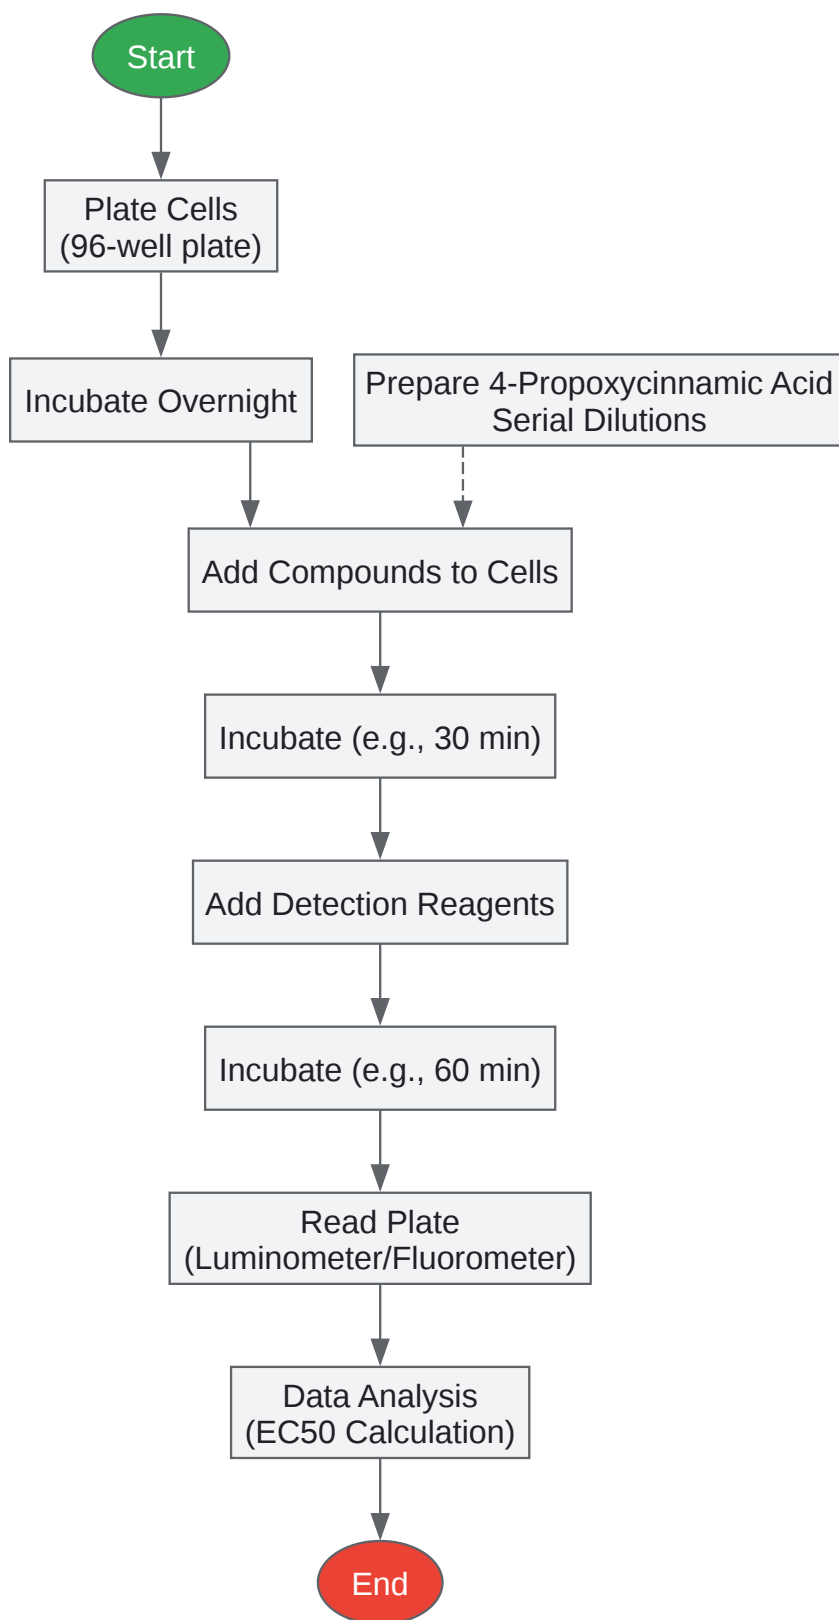 Start
Plate Cells
(96-well plate)
Incubate Overnight
Prepare 4-Propoxycinnamic Acid
Serial Dilutions
Add Compounds to Cells
Incubate (e.g., 30 min)
Add Detection Reagents
Incubate (e.g., 60 min)
Read Plate
(Luminometer/Fluorometer)
Data Analysis
(EC50 Calculation)
End